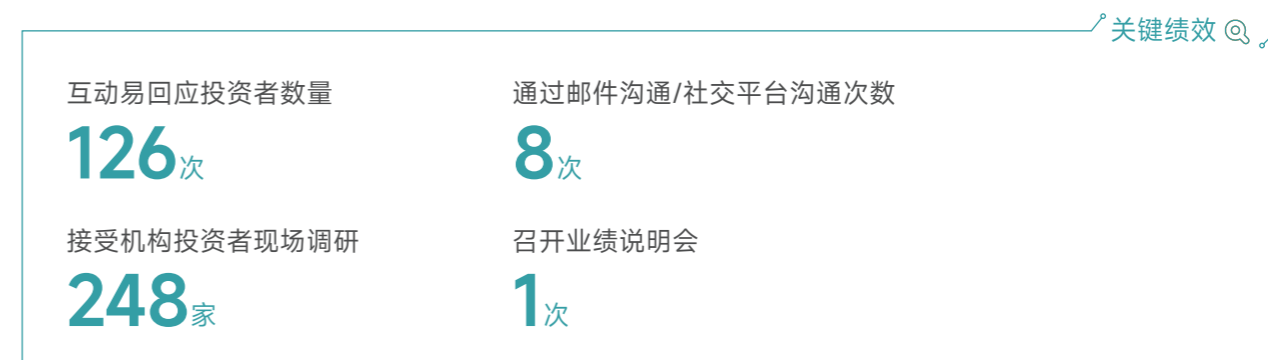 关键绩效
互动易回应投资者数量
126次
通过邮件沟通/社交平台沟通次数
8次
接受机构投资者现场调研
248家
召开业绩说明会
1次